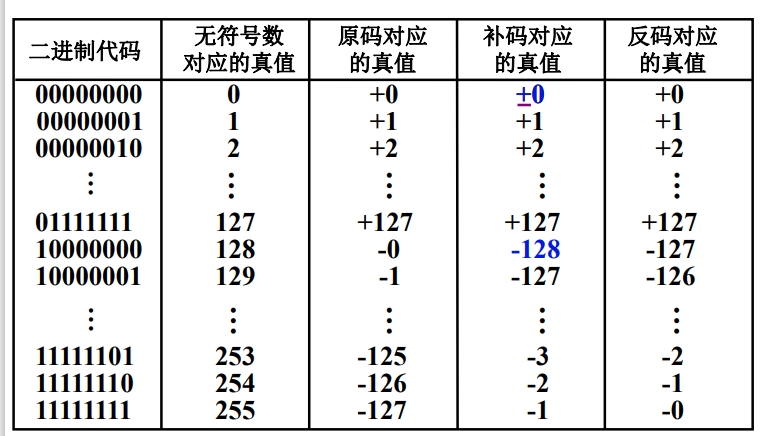 二进制代码 无符号数对应的真值 原码对应的真值 补码对应的真值 反码对应的真值
00000000 0 +0 ±0 +0
00000001 1 +1 +1 +1
00000010 2 +2 +2 +2
⋮ ⋮ ⋮ ⋮ ⋮
01111111 127 +127 +127 +127
10000000 128 -0 -128 -127
10000001 129 -1 -127 -126
⋮ ⋮ ⋮ ⋮ ⋮
11111101 253 -125 -3 -2
11111110 254 -126 -2 -1
11111111 255 -127 -1 -0